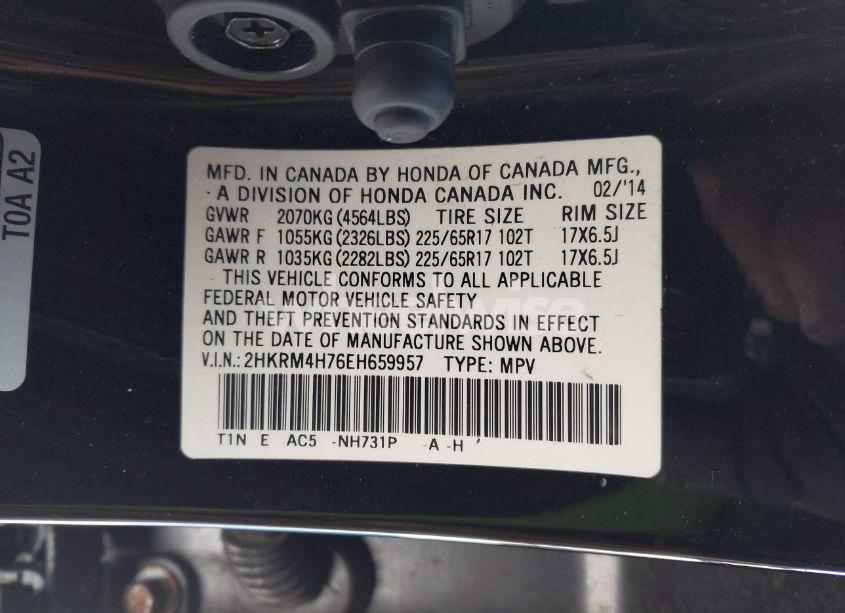 TOA A2
MFD. IN CANADA BY HONDA OF CANADA MFG.,
A DIVISION OF HONDA CANADA INC. 02/'14
GVWR 2070KG (4564LBS) TIRE SIZE RIM SIZE
GAWR F 1055KG (2326LBS) 225/65R17 102T 17X6.5J
GAWR R 1035KG (2282LBS) 225/65R17 102T 17X6.5J
THIS VEHICLE CONFORMS TO ALL APPLICABLE
FEDERAL MOTOR VEHICLE SAFETY
AND THEFT PREVENTION STANDARDS IN EFFECT
ON THE DATE OF MANUFACTURE SHOWN ABOVE.
V.I.N.: 2HKRM4H76EH659957 TYPE: MPV
T1N E AC5 -NH731P -A -H